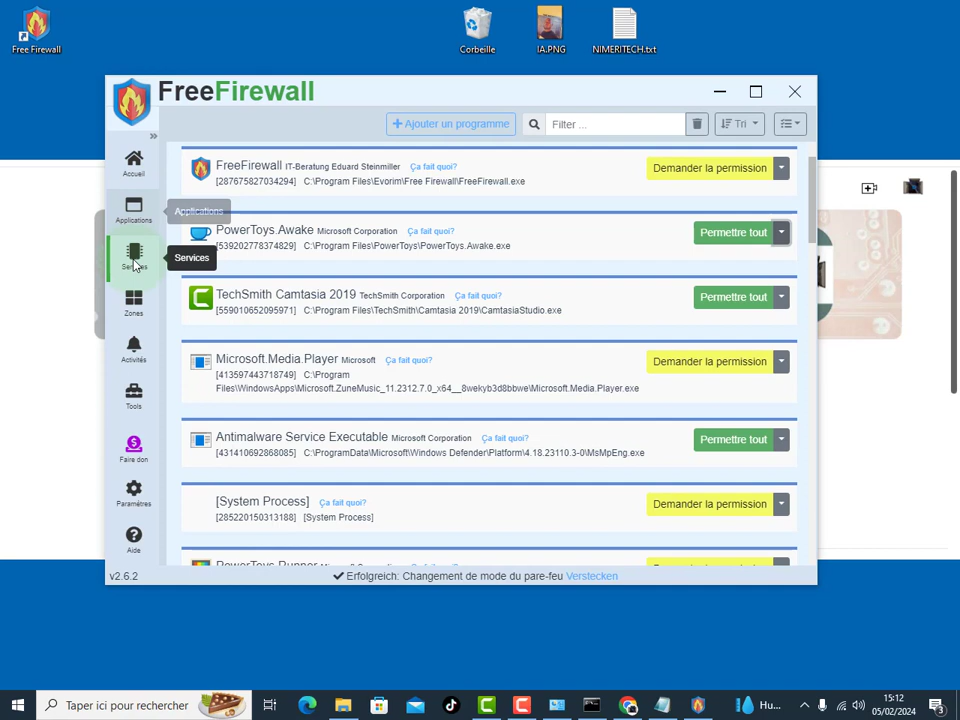 Free Firewall
Corbeille
IA.PNG
NIMERITECH.txt
FreeFirewall
+ Ajouter un programme
Filter ...
Tri
Accueil
Applications
Services
Zones
Activités
Tools
Faire don
Paramètres
Aide
Applications
Services
FreeFirewall IT-Beratung Eduard Steinmiller Ça fait quoi?
[287675827034294] C:\Program Files\Evorim\Free Firewall\FreeFirewall.exe
Demander la permission
PowerToys.Awake Microsoft Corporation Ça fait quoi?
[539202778374829] C:\Program Files\PowerToys\PowerToys.Awake.exe
Permettre tout
TechSmith Camtasia 2019 TechSmith Corporation Ça fait quoi?
[559010652095971] C:\Program Files\TechSmith\Camtasia 2019\CamtasiaStudio.exe
Permettre tout
Microsoft.Media.Player Microsoft Ça fait quoi?
[413597443718749] C:\Program
Files\WindowsApps\Microsoft.ZuneMusic_11.2312.7.0_x64__8wekyb3d8bbwe\Microsoft.Media.Player.exe
Demander la permission
Antimalware Service Executable Microsoft Corporation Ça fait quoi?
[431410692868085] C:\ProgramData\Microsoft\Windows Defender\Platform\4.18.23110.3-0\MsMpEng.exe
Permettre tout
[System Process] Ça fait quoi?
[285220150313188] [System Process]
Demander la permission
PowerToys.Runner
v2.6.2
Erfolgreich: Changement de mode du pare-feu Verstecken
Taper ici pour rechercher
Hu...
15:12
05/02/2024
3